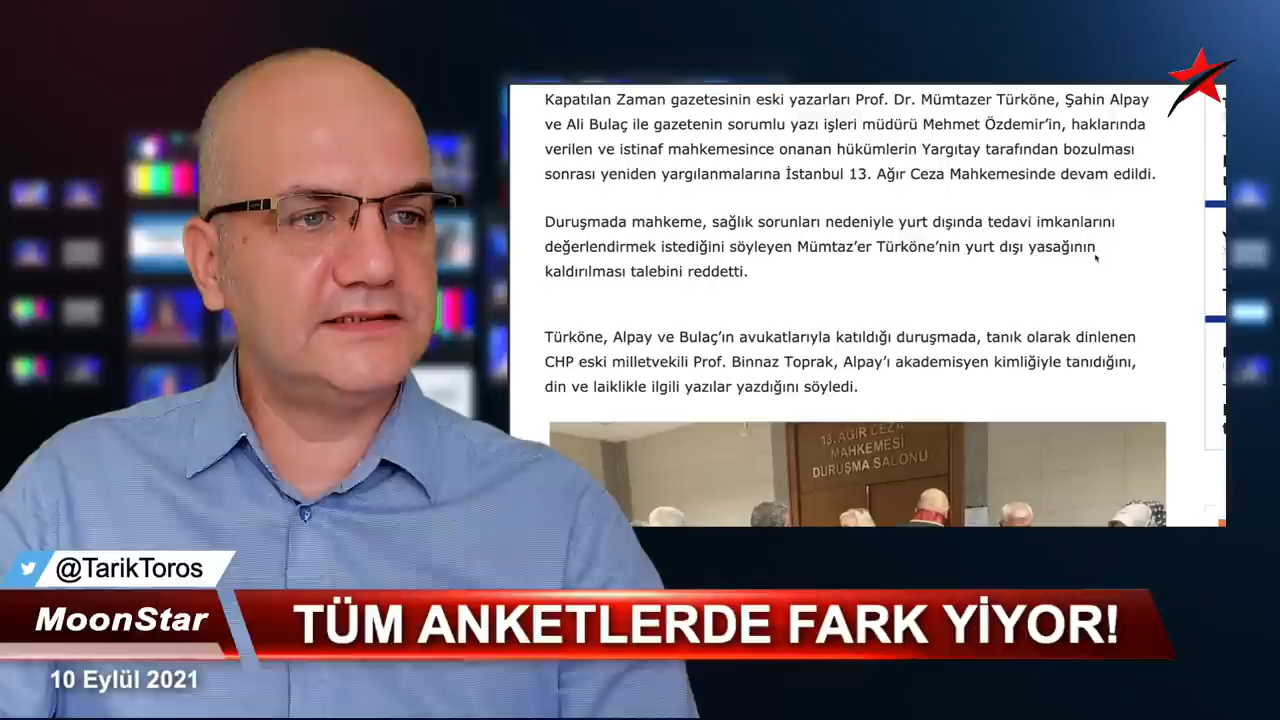 Kapatılan Zaman gazetesinin eski yazarları Prof. Dr. Mümtazer Türköne, Şahin Alpay
ve Ali Bulaç ile gazetenin sorumlu yazı işleri müdürü Mehmet Özdemir’in, haklarında
verilen ve istinaf mahkemesince onanan hükümlerin Yargıtay tarafından bozulması
sonrası yeniden yargılanmalarına İstanbul 13. Ağır Ceza Mahkemesinde devam edildi.
Duruşmada mahkeme, sağlık sorunları nedeniyle yurt dışında tedavi imkanlarını
değerlendirmek istediğini söyleyen Mümtaz’er Türköne’nin yurt dışı yasağının
kaldırılması talebini reddetti.
Türköne, Alpay ve Bulaç’ın avukatlarıyla katıldığı duruşmada, tanık olarak dinlenen
CHP eski milletvekili Prof. Binnaz Toprak, Alpay’ı akademisyen kimliğiyle tanıdığını,
din ve laiklikle ilgili yazılar yazdığını söyledi.
13. AĞIR CEZA
MAHKEMESİ
DURUŞMA SALONU
@TarikToros
MoonStar
TÜM ANKETLERDE FARK YİYOR!
10 Eylül 2021